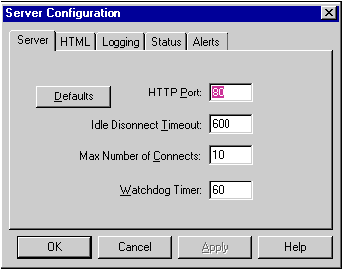 Server Configuration
Server HTML Logging Status Alerts
Defaults
HTTP Port: 80
Idle Disonnect Timeout: 600
Max Number of Connects: 10
Watchdog Timer: 60
OK Cancel Apply Help